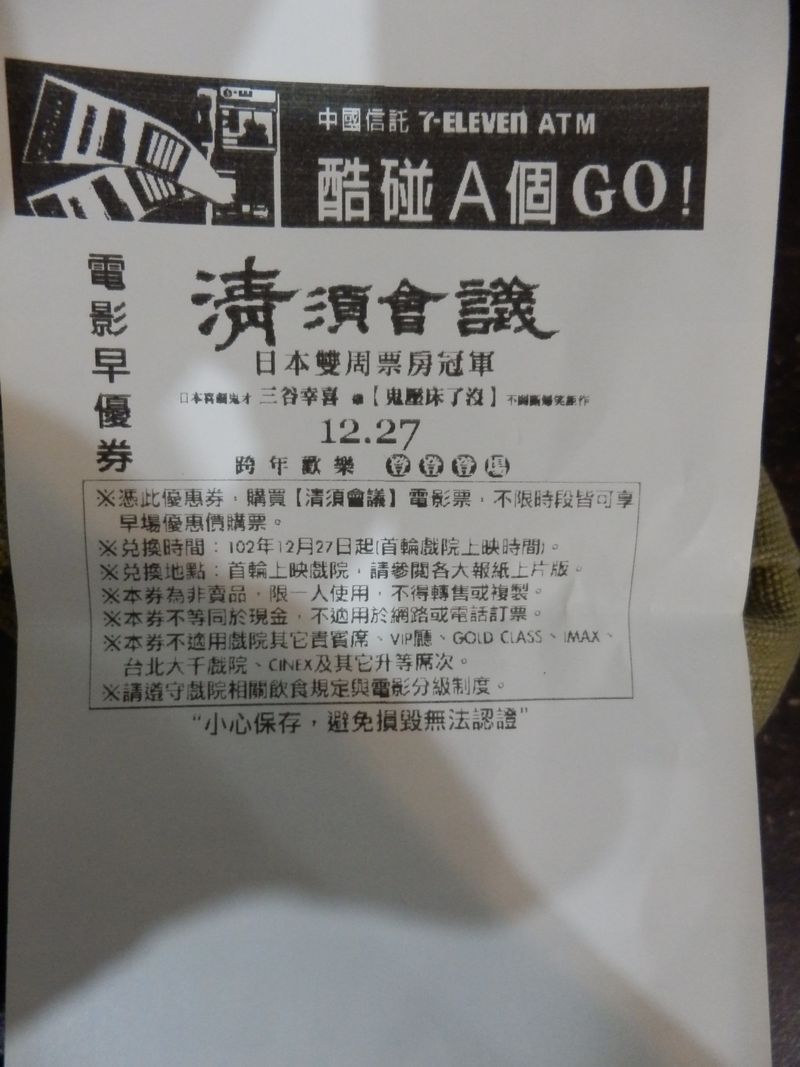 中國信託 7-ELEVEn ATM
酷碰A個GO!
電影早優券
清須會議
日本雙周票房冠軍
日本喜劇鬼才 三谷幸喜 繼【鬼壓床了沒】
12.27
跨年歡樂 登登登場
※憑此優惠券，購買【清須會議】電影票，不限時段皆可享
早場優惠價購票。
※兌換時間：102年12月27日起(首輪戲院上映時間)。
※兌換地點：首輪上映戲院，請參閱各大報紙上片版。
※本券為非賣品，限一人使用，不得轉售或複製。
※本券不等同於現金，不適用於網路或電話訂票。
※本券不適用戲院其它貴賓席、VIP廳、GOLD CLASS、IMAX、
台北大千戲院、CINEX及其它升等席次。
※請遵守戲院相關飲食規定與電影分級制度。
“小心保存，避免損毀無法認證”